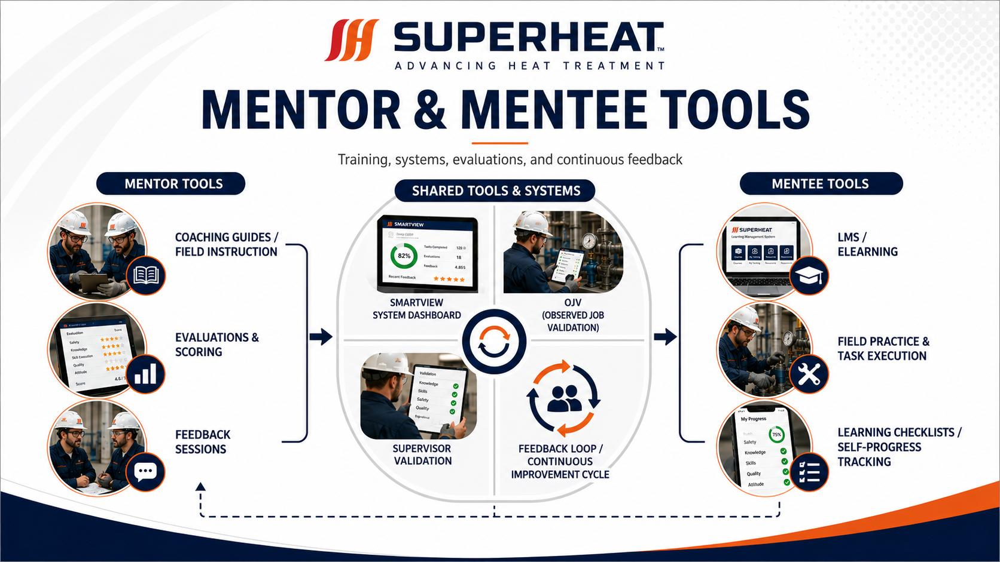 SUPERHEAT™
ADVANCING HEAT TREATMENT
MENTOR & MENTEE TOOLS
Training, systems, evaluations, and continuous feedback
MENTOR TOOLS
COACHING GUIDES /
FIELD INSTRUCTION
Evaluation Score
Safety
Knowledge
Skill Execution
Quality
Attitude
Score
EVALUATIONS &
SCORING
FEEDBACK
SESSIONS
SHARED TOOLS & SYSTEMS
SMARTVIEW
82%
Tasks Completed
Evaluations 18
Feedback 4,855
Recent Feedback
SMARTVIEW
SYSTEM DASHBOARD
OJV
(OBSERVED JOB
VALIDATION)
Validation
Knowledge
Skills
Safety
Quality
SUPERVISOR
VALIDATION
FEEDBACK LOOP /
CONTINUOUS
IMPROVEMENT CYCLE
MENTEE TOOLS
SUPERHEAT
Learning Management System
LMS /
ELEARNING
FIELD PRACTICE &
TASK EXECUTION
My Progress
75%
Safety
Knowledge
Skills
Quality
Attitude
LEARNING CHECKLISTS /
SELF-PROGRESS
TRACKING